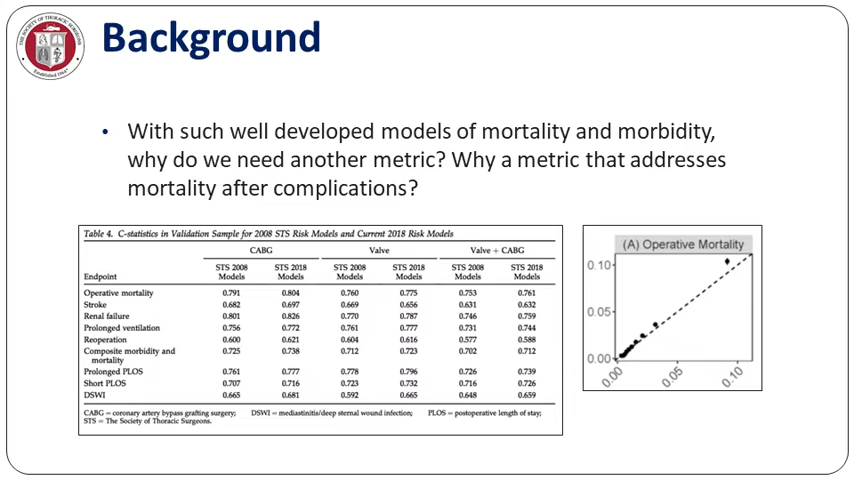 THE SOCIETY OF THORACIC SURGEONS
Established 1964
Background
• With such well developed models of mortality and morbidity,
why do we need another metric? Why a metric that addresses
mortality after complications?
Table 4. C-statistics in Validation Sample for 2008 STS Risk Models and Current 2018 Risk Models
CABG Valve Valve + CABG
STS 2008 STS 2018 STS 2008 STS 2018 STS 2008 STS 2018
Endpoint Models Models Models Models Models Models
Operative mortality 0.791 0.804 0.760 0.775 0.753 0.761
Stroke 0.682 0.697 0.669 0.656 0.631 0.632
Renal failure 0.801 0.826 0.770 0.787 0.746 0.759
Prolonged ventilation 0.756 0.772 0.761 0.777 0.731 0.744
Reoperation 0.600 0.621 0.604 0.616 0.577 0.588
Composite morbidity and 0.725 0.738 0.712 0.723 0.702 0.712
mortality
Prolonged PLOS 0.761 0.777 0.778 0.796 0.726 0.739
Short PLOS 0.707 0.716 0.723 0.732 0.716 0.726
DSWI 0.665 0.681 0.592 0.665 0.648 0.659
CABG = coronary artery bypass grafting surgery; DSWI = mediastinitis/deep sternal wound infection; PLOS = postoperative length of stay;
STS = The Society of Thoracic Surgeons.
(A) Operative Mortality
0.10
0.05
0.00
0.00 0.05 0.10